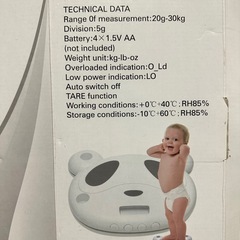 TECHNICAL DATA
Range 0f measurement:20g-30kg
Division:5g
Battery:4×1.5V AA
(not included)
Weight unit:kg-lb-oz
Overloaded indication:O_Ld
Low power indication:LO
Auto switch off
TARE function
Working conditions:+0℃-40℃; RH85%
Storage conditions:-10℃+60℃; RH85%